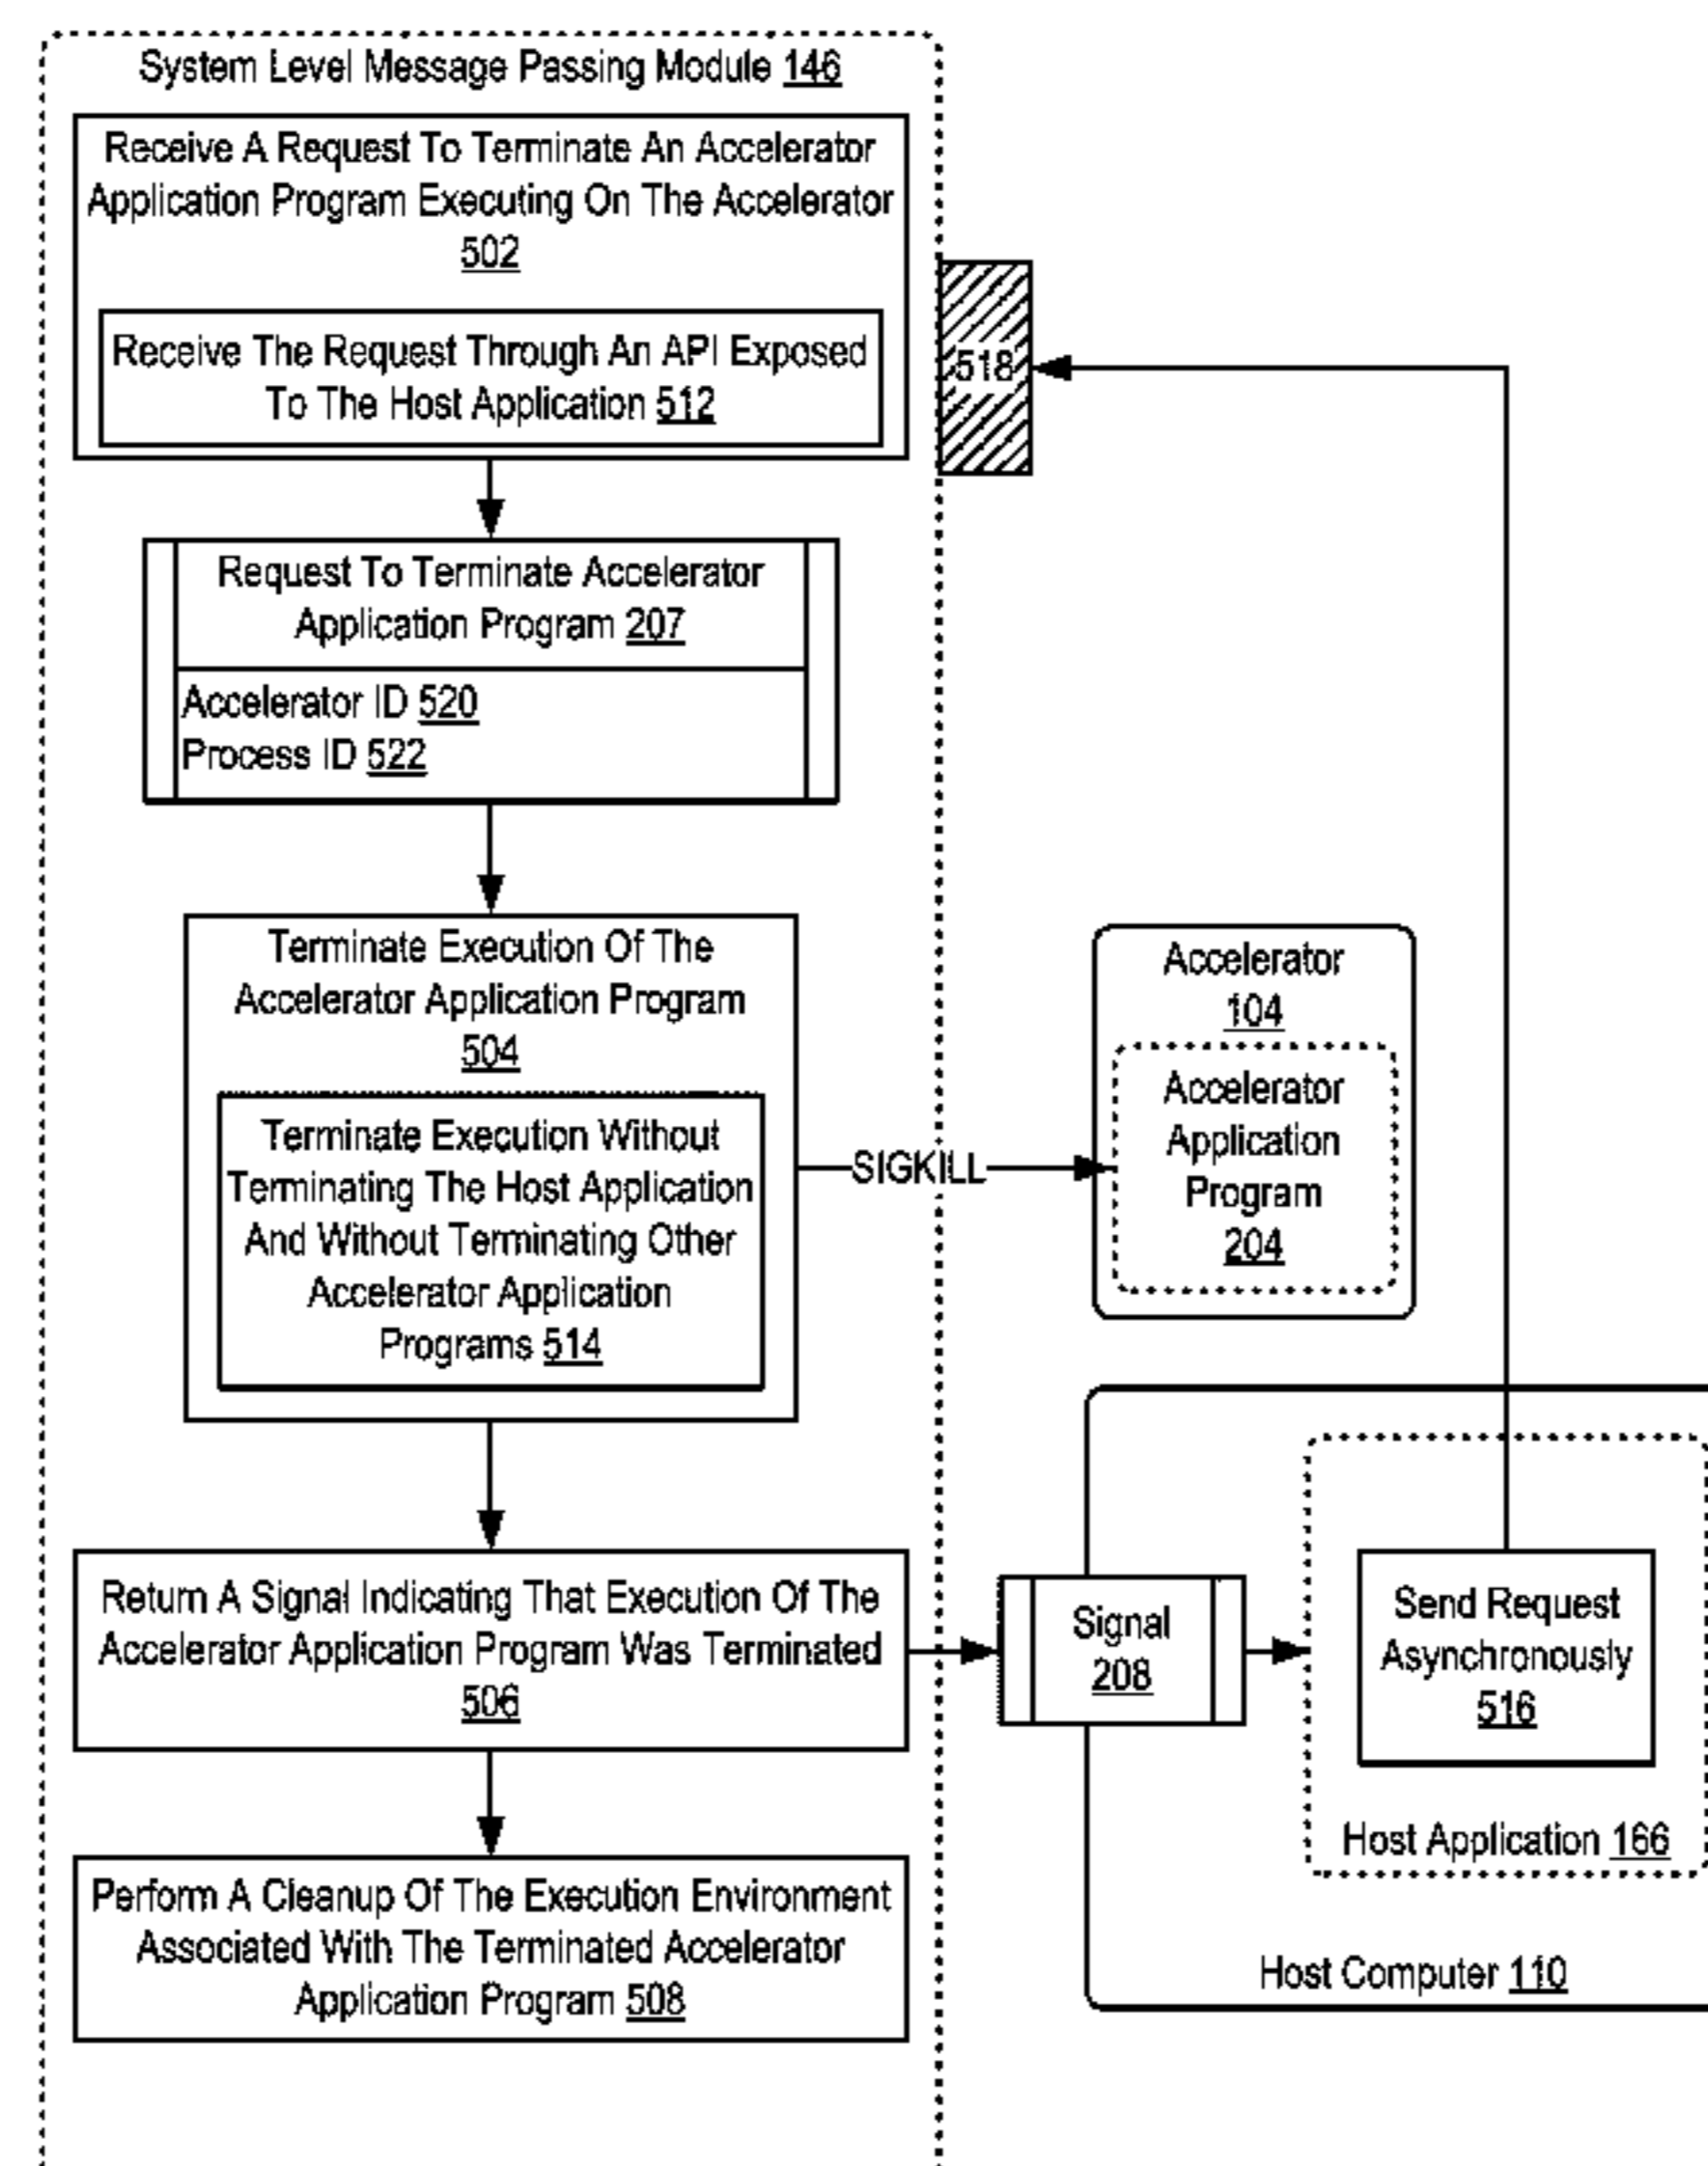 System Level Message Passing Module 146
Receive A Request To Terminate An Accelerator
Application Program Executing On The Accelerator
502
Receive The Request Through An API Exposed
To The Host Application 512
518
Request To Terminate Accelerator
Application Program 207
Accelerator ID 520
Process ID 522
Terminate Execution Of The
Accelerator Application Program
504
Terminate Execution Without
Terminating The Host Application
And Without Terminating Other
Accelerator Application
Programs 514
SIGKILL
Accelerator
104
Accelerator
Application
Program
204
Return A Signal Indicating That Execution Of The
Accelerator Application Program Was Terminated
506
Signal
208
Send Request
Asynchronously
516
Host Application 166
Host Computer 110
Perform A Cleanup Of The Execution Environment
Associated With The Terminated Accelerator
Application Program 508